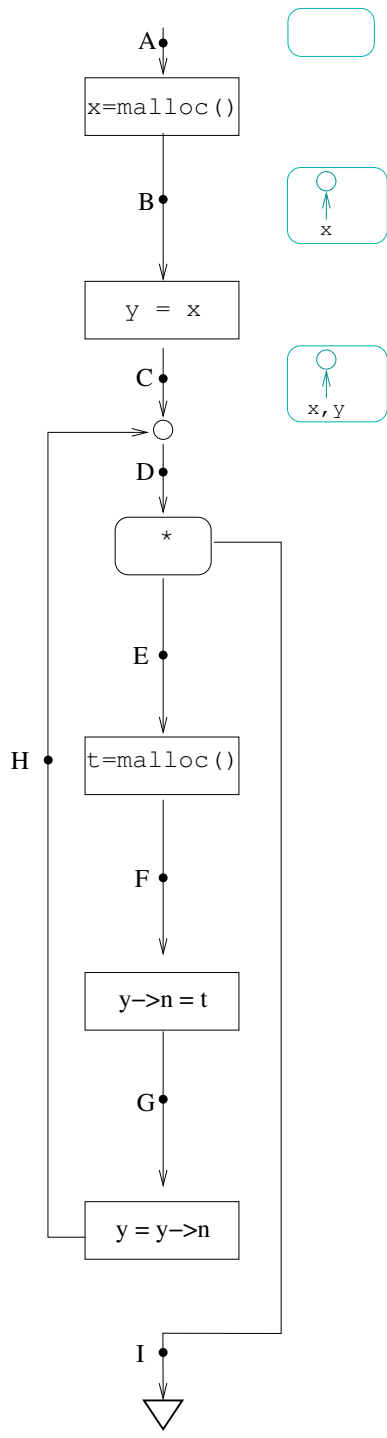 A
x=malloc()
B
x
y = x
C
x,y
D
*
E
H
t=malloc()
F
y->n = t
G
y = y->n
I